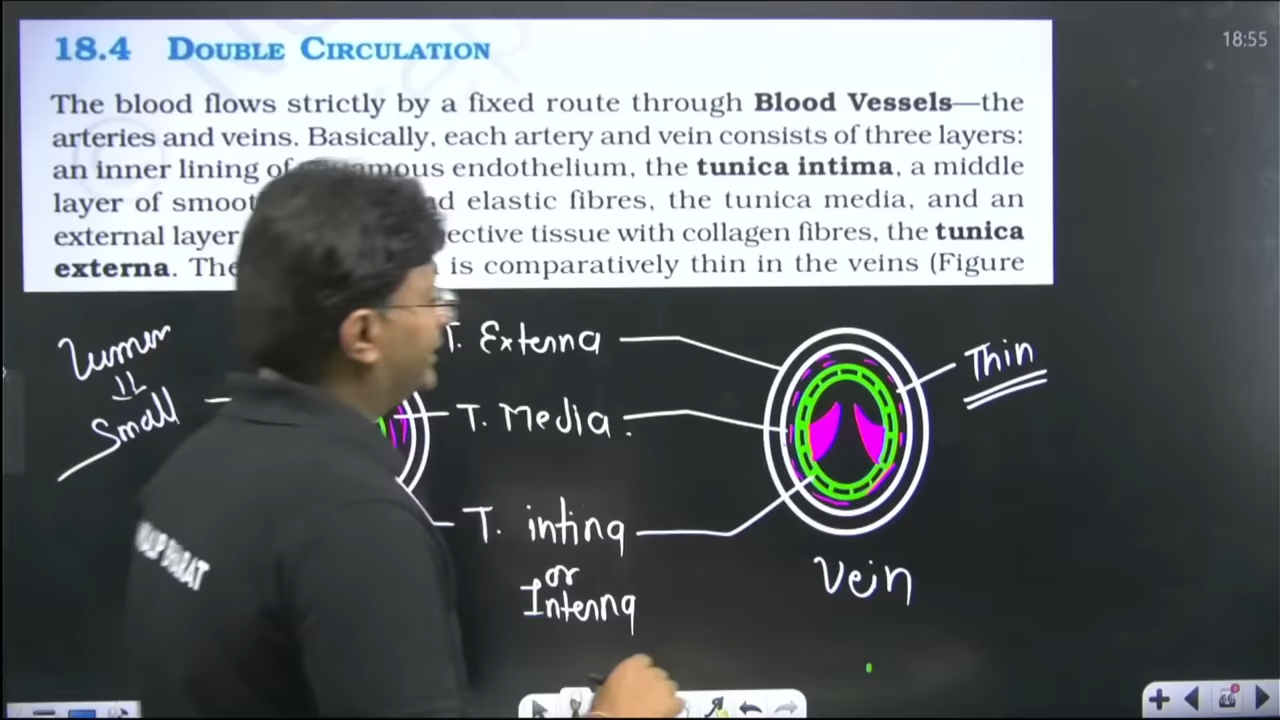 18:55
18.4 DOUBLE CIRCULATION
The blood flows strictly by a fixed route through Blood Vessels—the
arteries and veins. Basically, each artery and vein consists of three layers:
an inner lining of amous endothelium, the tunica intima, a middle
layer of smoot d elastic fibres, the tunica media, and an
external layer ective tissue with collagen fibres, the tunica
externa. The is comparatively thin in the veins (Figure
Lumen
Small
T. Externa
T. Media.
T. intima
or
Interna
Thin
Vein